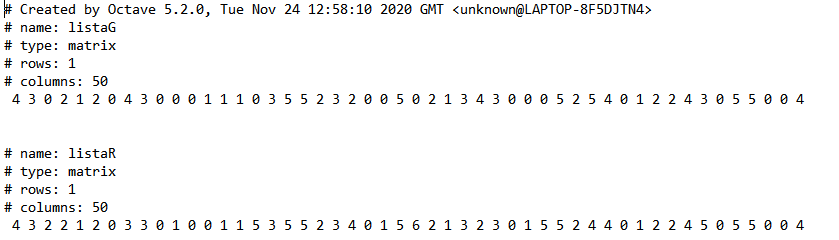 # Created by Octave 5.2.0, Tue Nov 24 12:58:10 2020 GMT <unknown@LAPTOP-8F5DJTN4>
# name: listaG
# type: matrix
# rows: 1
# columns: 50
4 3 0 2 1 2 0 4 3 0 0 0 1 1 1 0 3 5 5 2 3 2 0 0 5 0 2 1 3 4 3 0 0 0 5 2 5 4 0 1 2 2 4 3 0 5 5 0 0 4
# name: listaR
# type: matrix
# rows: 1
# columns: 50
4 3 2 2 1 2 0 3 3 0 1 0 0 1 1 5 3 5 5 2 3 4 0 1 5 6 2 1 3 2 3 0 1 5 5 2 4 4 0 1 2 2 4 5 0 5 5 0 0 4